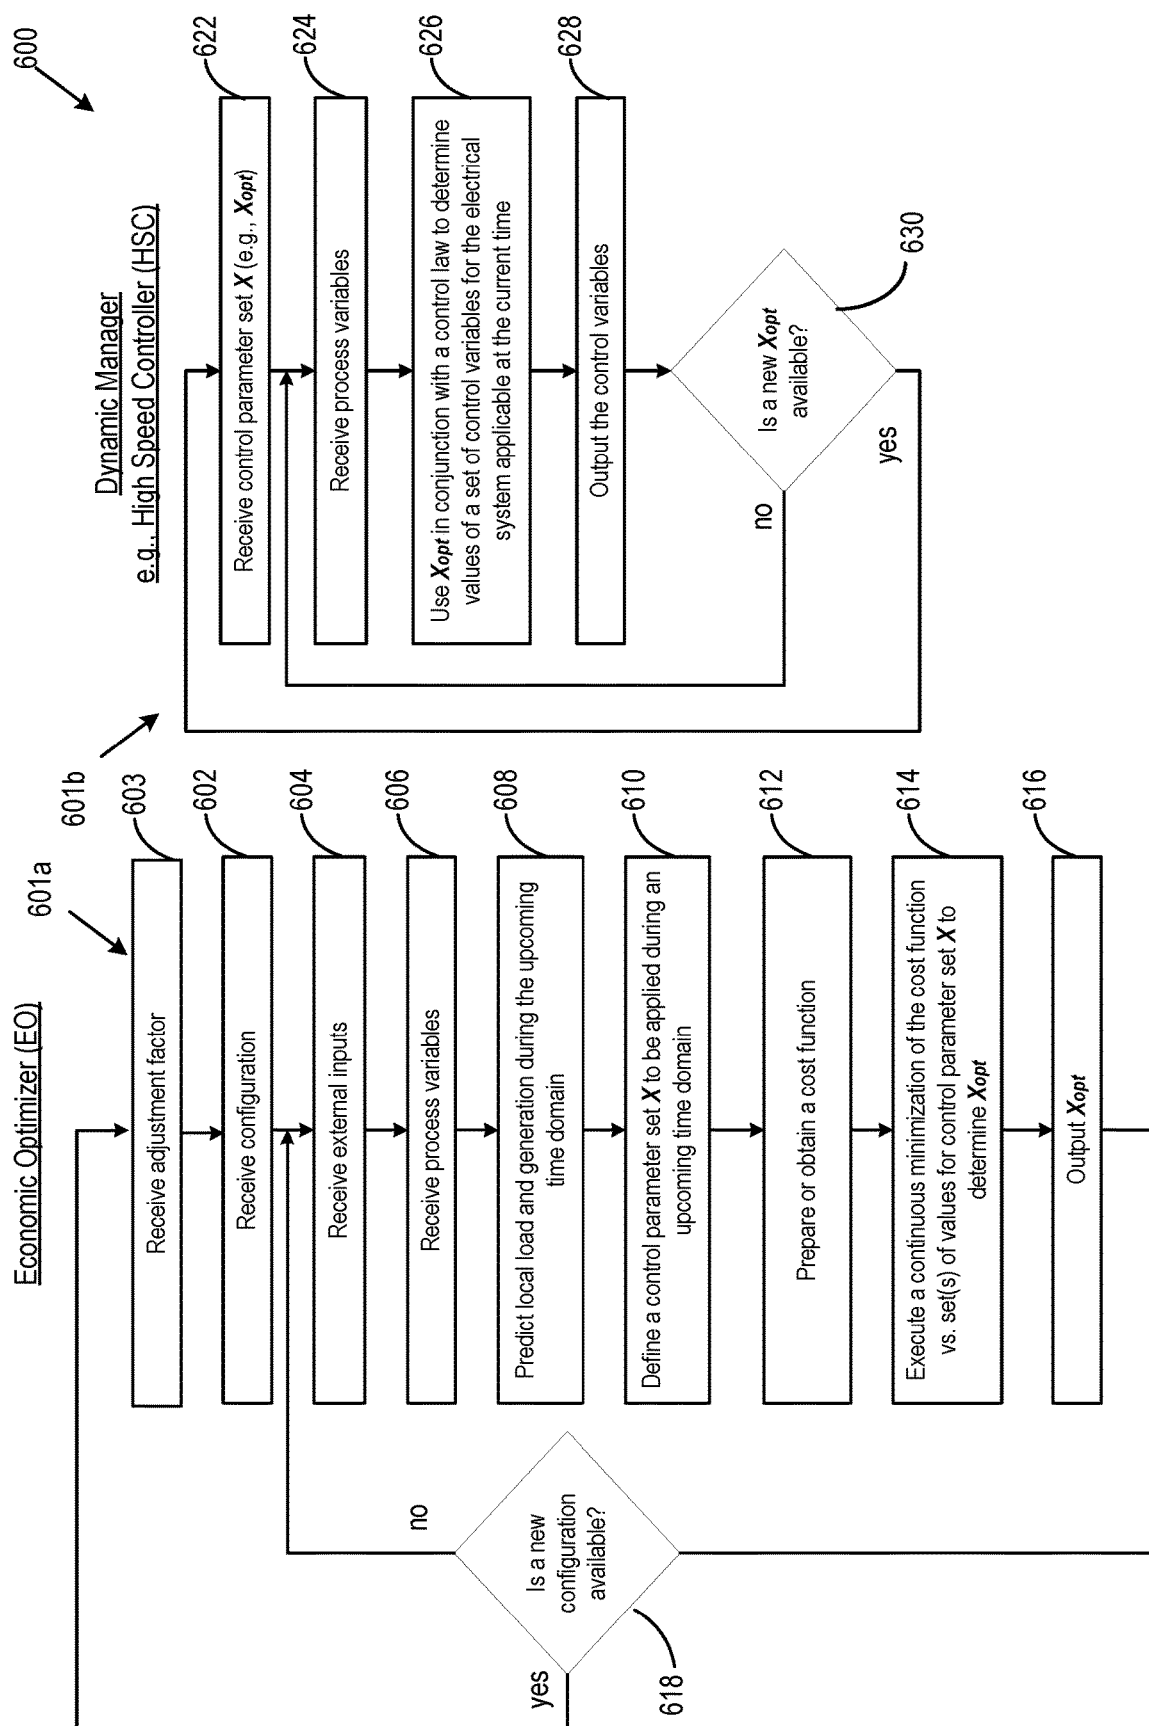 600
Economic Optimizer (EO)
601a
Receive adjustment factor
603
Receive configuration
602
Receive external inputs
604
Receive process variables
606
Predict local load and generation during the upcoming
time domain
608
Define a control parameter set X to be applied during an
upcoming time domain
610
Prepare or obtain a cost function
612
Execute a continuous minimization of the cost function
vs. set(s) of values for control parameter set X to
determine Xopt
614
Output Xopt
616
Is a new
configuration
available?
no
yes
618
Dynamic Manager
e.g., High Speed Controller (HSC)
601b
Receive control parameter set X (e.g., Xopt)
622
Receive process variables
624
Use Xopt in conjunction with a control law to determine
values of a set of control variables for the electrical
system applicable at the current time
626
Output the control variables
628
Is a new Xopt
available?
no
yes
630